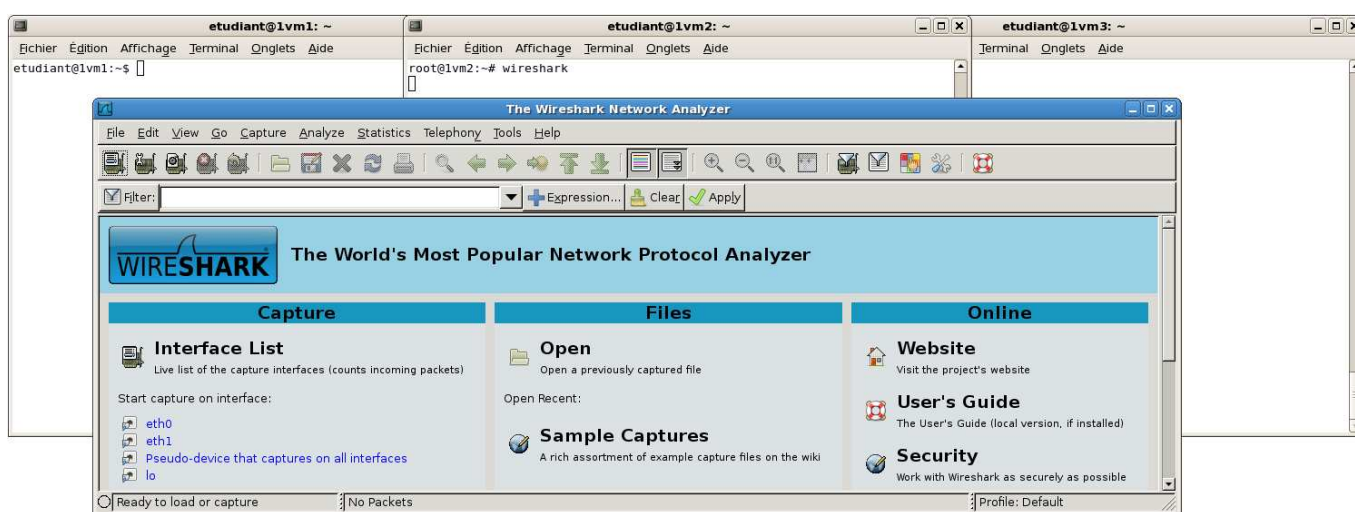 etudiant@1vm1: ~
etudiant@1vm2: ~
etudiant@1vm3: ~
Fichier Édition Affichage Terminal Onglets Aide
Fichier Édition Affichage Terminal Onglets Aide
Terminal Onglets Aide
etudiant@1vm1:~$
root@1vm2:~# wireshark
The Wireshark Network Analyzer
File Edit View Go Capture Analyze Statistics Telephony Tools Help
Filter: Expression... Clear Apply
WIRESHARK
The World's Most Popular Network Protocol Analyzer
Capture
Interface List
Live list of the capture interfaces (counts incoming packets)
Start capture on interface:
eth0
eth1
Pseudo-device that captures on all interfaces
lo
Files
Open
Open a previously captured file
Open Recent:
Sample Captures
A rich assortment of example capture files on the wiki
Online
Website
Visit the project's website
User's Guide
The User's Guide (local version, if installed)
Security
Work with Wireshark as securely as possible
Ready to load or capture
No Packets
Profile: Default